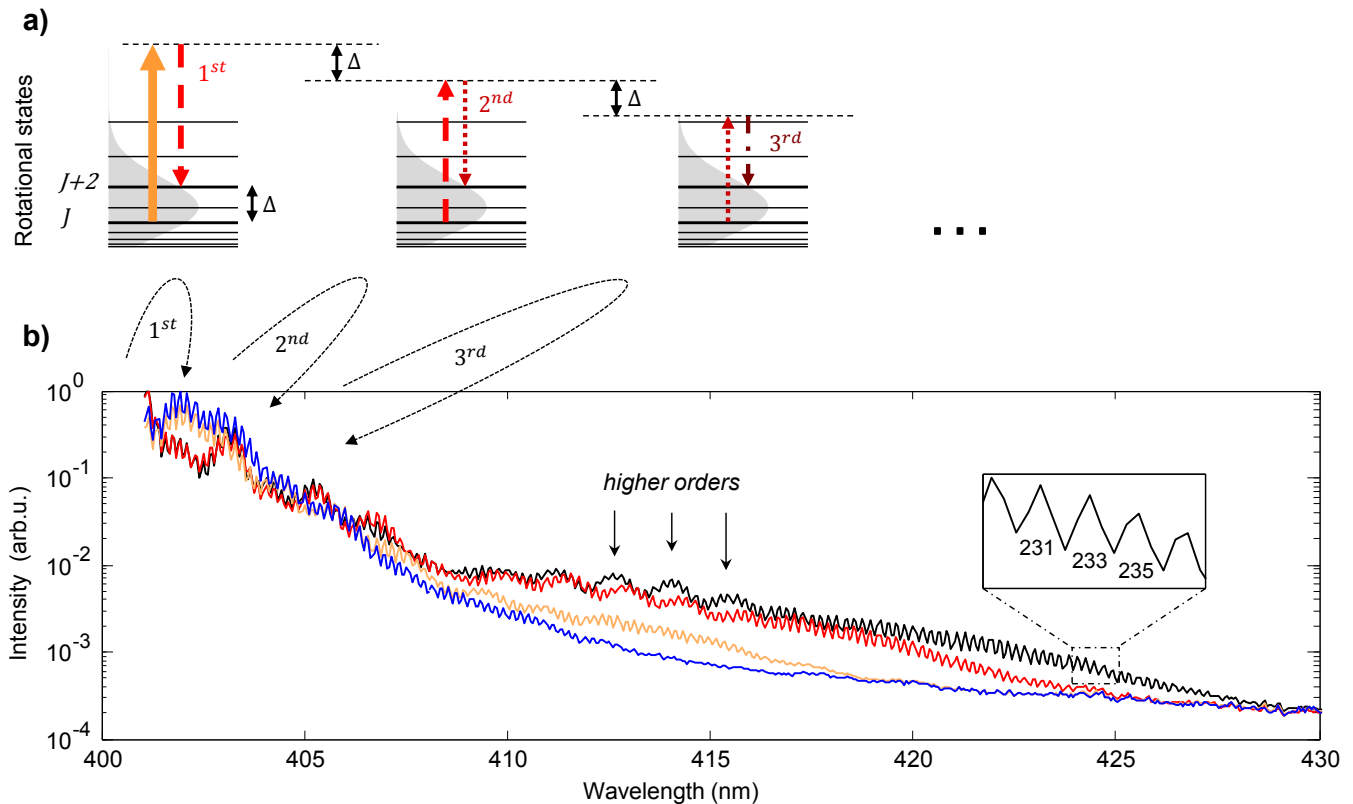 a)
Rotational states
J+2
J
Δ
1st
Δ
2nd
Δ
3rd
...
1st
2nd
3rd
b)
Intensity (arb.u.)
10^0
10^-1
10^-2
10^-3
10^-4
higher orders
231
233
235
400
405
410
415
420
425
430
Wavelength (nm)